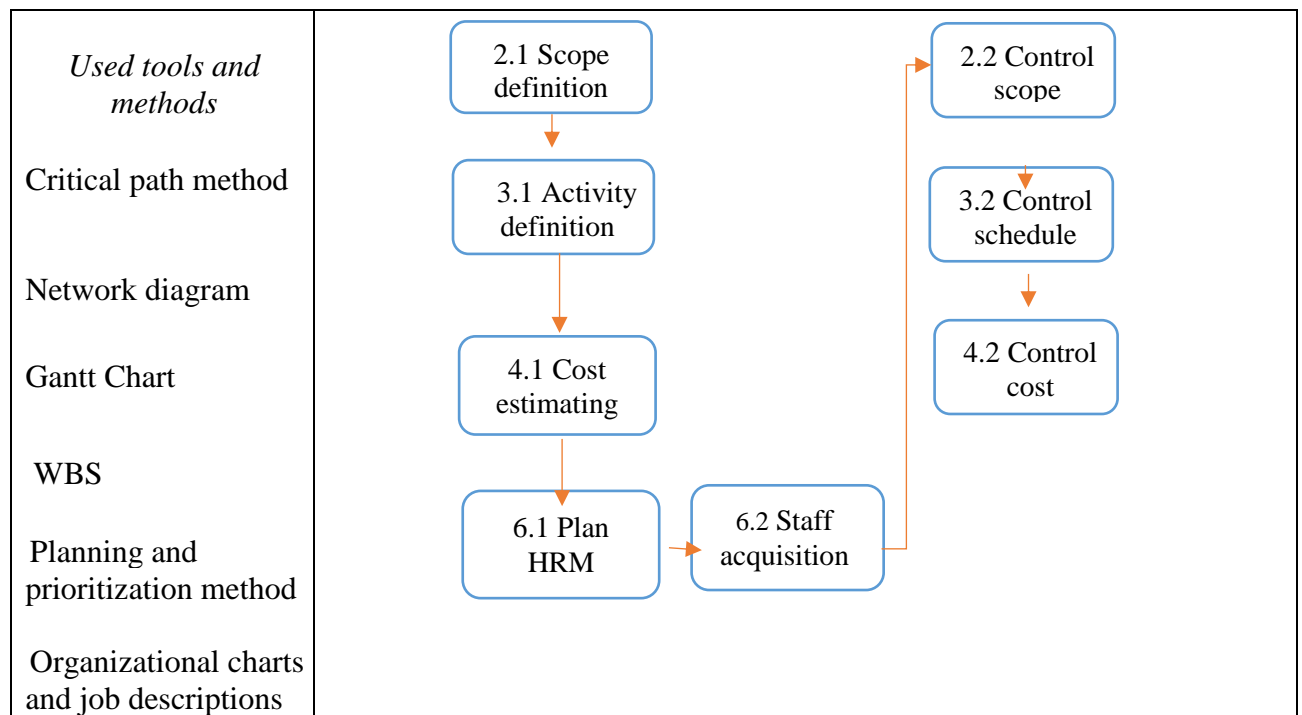 Used tools and
methods
Critical path method
Network diagram
Gantt Chart
WBS
Planning and
prioritization method
Organizational charts
and job descriptions
2.1 Scope
definition
3.1 Activity
definition
4.1 Cost
estimating
6.1 Plan
HRM
6.2 Staff
acquisition
2.2 Control
scope
3.2 Control
schedule
4.2 Control
cost